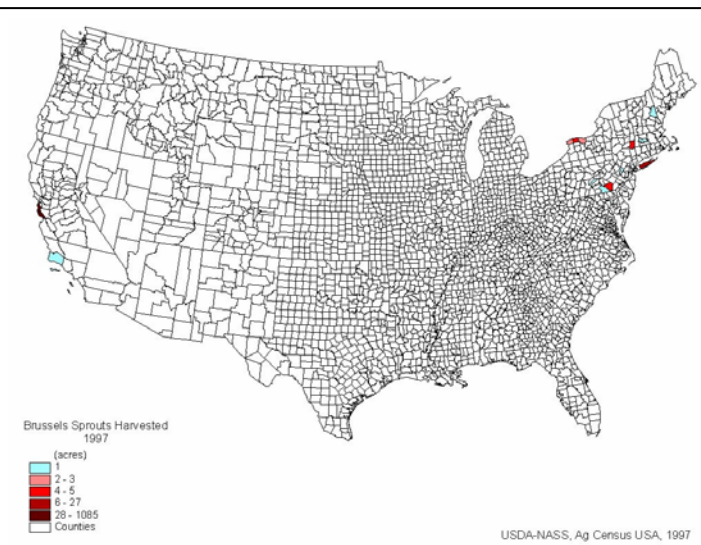 Brussels Sprouts Harvested
1997
(acres)
1
2 - 3
4 - 5
6 - 27
28 - 1085
Counties
USDA-NASS, Ag Census USA, 1997